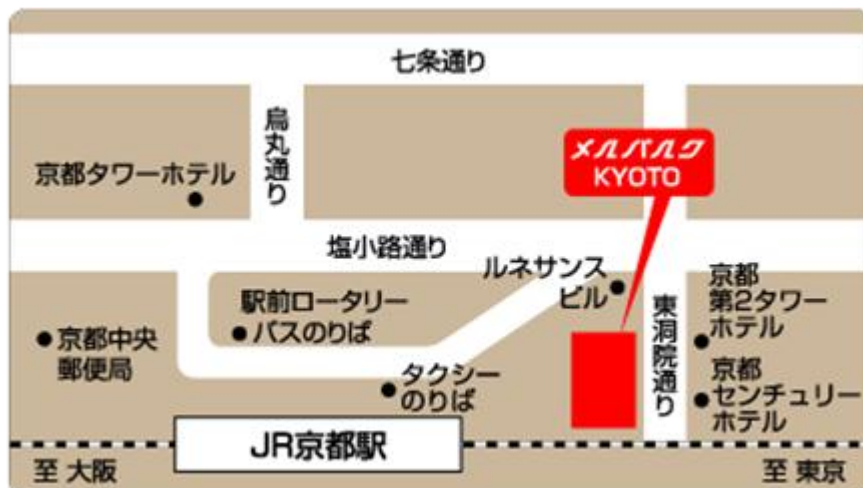 七条通り
烏丸通り
メルパルク
KYOTO
京都タワーホテル
塩小路通り
ルネサンス
ビル
京都
第2タワー
ホテル
駅前ロータリー
バスのりば
東洞院通り
京都中央
郵便局
タクシー
のりば
京都
センチュリー
ホテル
JR京都駅
至 大阪
至 東京